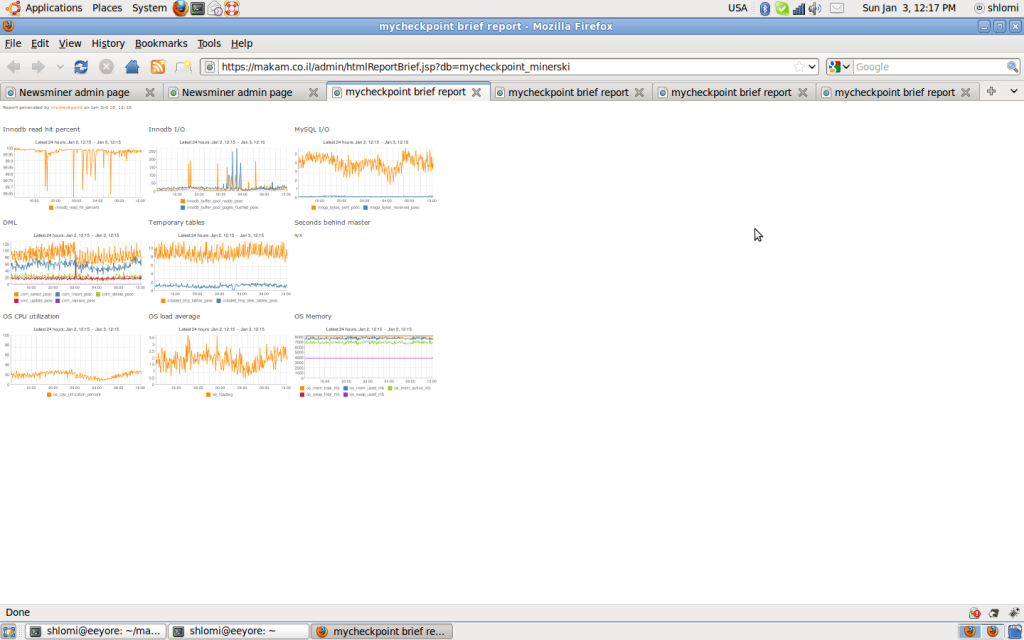 Applications Places System USA Sun Jan 3, 12:17 PM shlomi
mycheckpoint brief report - Mozilla Firefox
File Edit View History Bookmarks Tools Help
https://makam.co.il/admin/htmlReportBrief.jsp?db=mycheckpoint_minerski Google
Newsminer admin page Newsminer admin page mycheckpoint brief report mycheckpoint brief report mycheckpoint brief report mycheckpoint brief report
Report generated by mycheckpoint on Jan 3rd 10, 12:16
Innodb read hit percent Innodb I/O MySQL I/O
Latest 24 hours: Jan 2, 12:15 - Jan 3, 12:15 Latest 24 hours: Jan 2, 12:15 - Jan 3, 12:15 Latest 24 hours: Jan 2, 12:15 - Jan 3, 12:15
innodb_read_hit_percent innodb_buffer_pool_reads_psec mega_bytes_sent_psec mega_bytes_received_psec
innodb_buffer_pool_pages_flushed_psec
DML Temporary tables Seconds behind master
Latest 24 hours: Jan 2, 12:15 - Jan 3, 12:15 Latest 24 hours: Jan 2, 12:15 - Jan 3, 12:15 N/A
com_select_psec com_insert_psec com_delete_psec created_tmp_tables_psec created_tmp_disk_tables_psec
com_update_psec com_replace_psec
OS CPU utilization OS load average OS Memory
Latest 24 hours: Jan 2, 12:15 - Jan 3, 12:15 Latest 24 hours: Jan 2, 12:15 - Jan 3, 12:15 Latest 24 hours: Jan 2, 12:15 - Jan 3, 12:15
os_cpu_utilization_percent os_loadavg os_mem_total_mb os_mem_used_mb os_mem_active_mb
os_swap_total_mb os_swap_used_mb
Done
shlomi@eeyore: ~/ma... shlomi@eeyore: ~ mycheckpoint brief re...